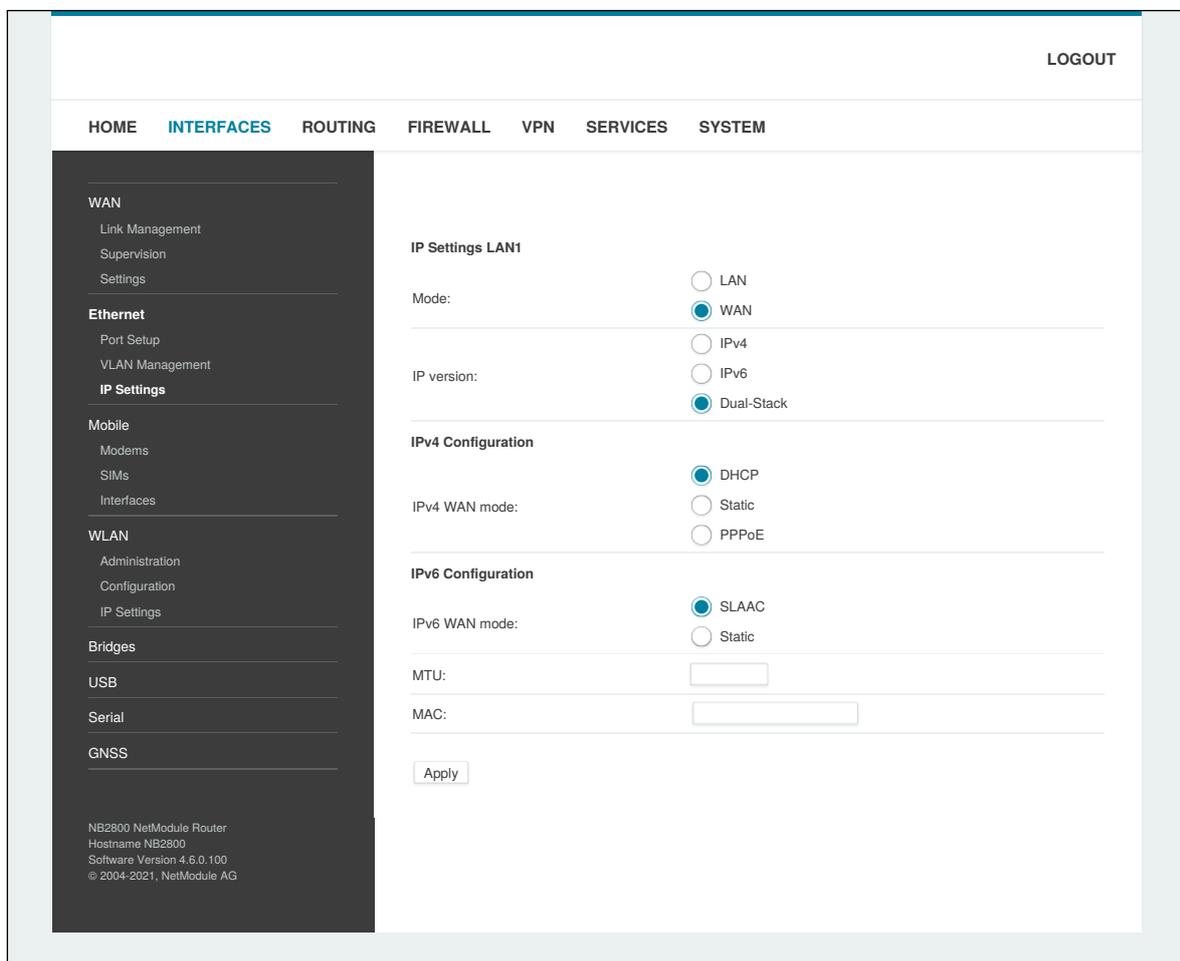 LOGOUT
HOME INTERFACES ROUTING FIREWALL VPN SERVICES SYSTEM
WAN
Link Management
Supervision
Settings
Ethernet
Port Setup
VLAN Management
IP Settings
Mobile
Modems
SIMs
Interfaces
WLAN
Administration
Configuration
IP Settings
Bridges
USB
Serial
GNSS
NB2800 NetModule Router
Hostname NB2800
Software Version 4.6.0.100
© 2004-2021, NetModule AG
IP Settings LAN1
Mode:
LAN
WAN
IP version:
IPv4
IPv6
Dual-Stack
IPv4 Configuration
IPv4 WAN mode:
DHCP
Static
PPPoE
IPv6 Configuration
IPv6 WAN mode:
SLAAC
Static
MTU:
MAC:
Apply